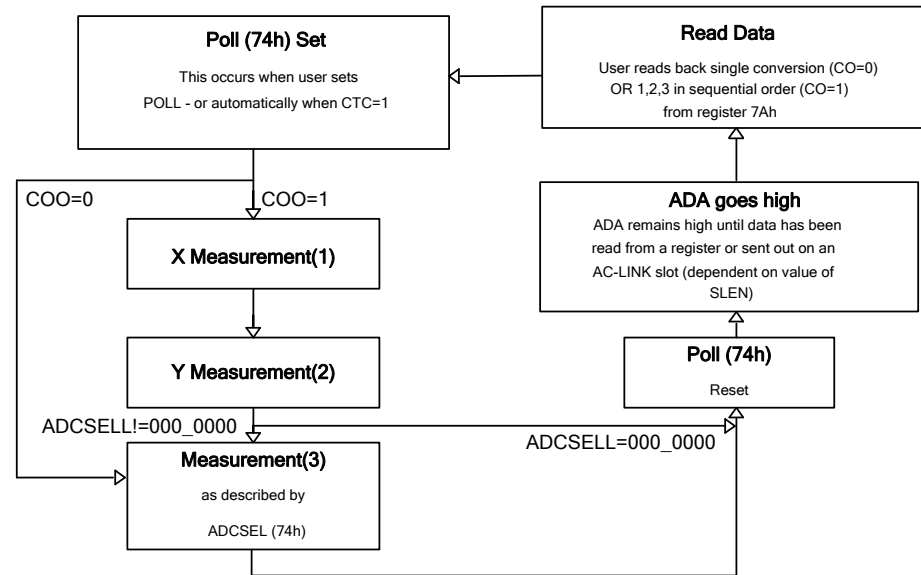 Poll (74h) Set
This occurs when user sets
POLL - or automatically when CTC=1
Read Data
User reads back single conversion (CO=0)
OR 1,2,3 in sequential order (CO=1)
from register 7Ah
COO=0
COO=1
X Measurement(1)
ADA goes high
ADA remains high until data has been
read from a register or sent out on an
AC-LINK slot (dependent on value of
SLEN)
Y Measurement(2)
Poll (74h)
Reset
ADCSELL!=000_0000
ADCSELL=000_0000
Measurement(3)
as described by
ADCSEL (74h)